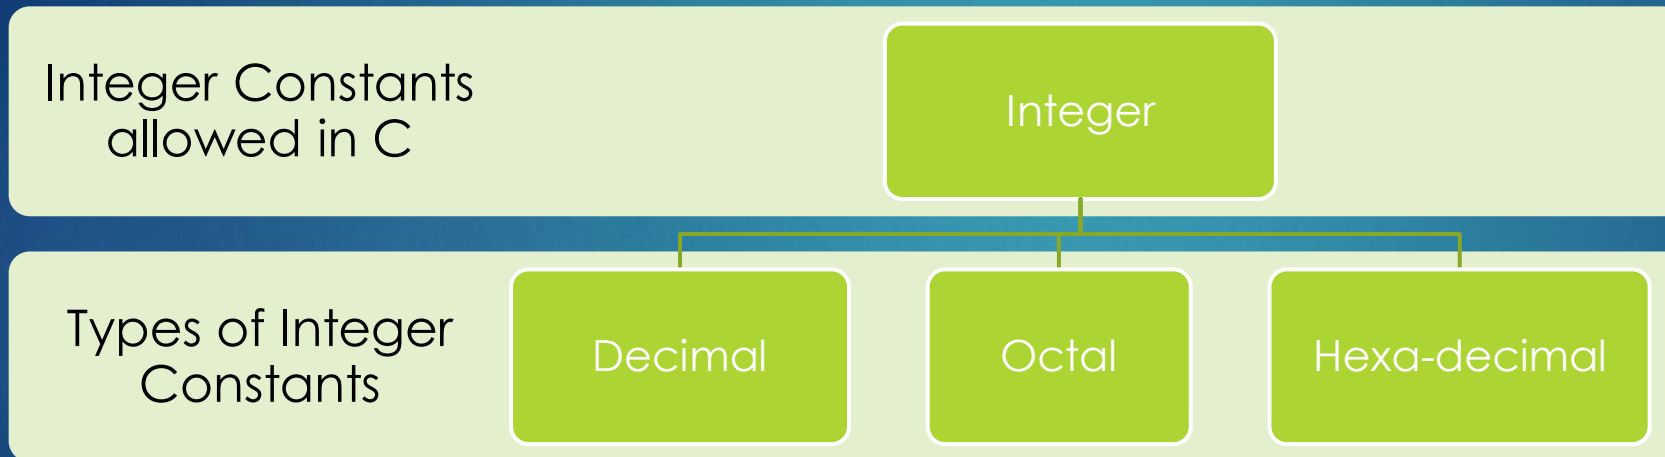 Integer Constants
allowed in C
Integer
Types of Integer
Constants
Decimal
Octal
Hexa-decimal